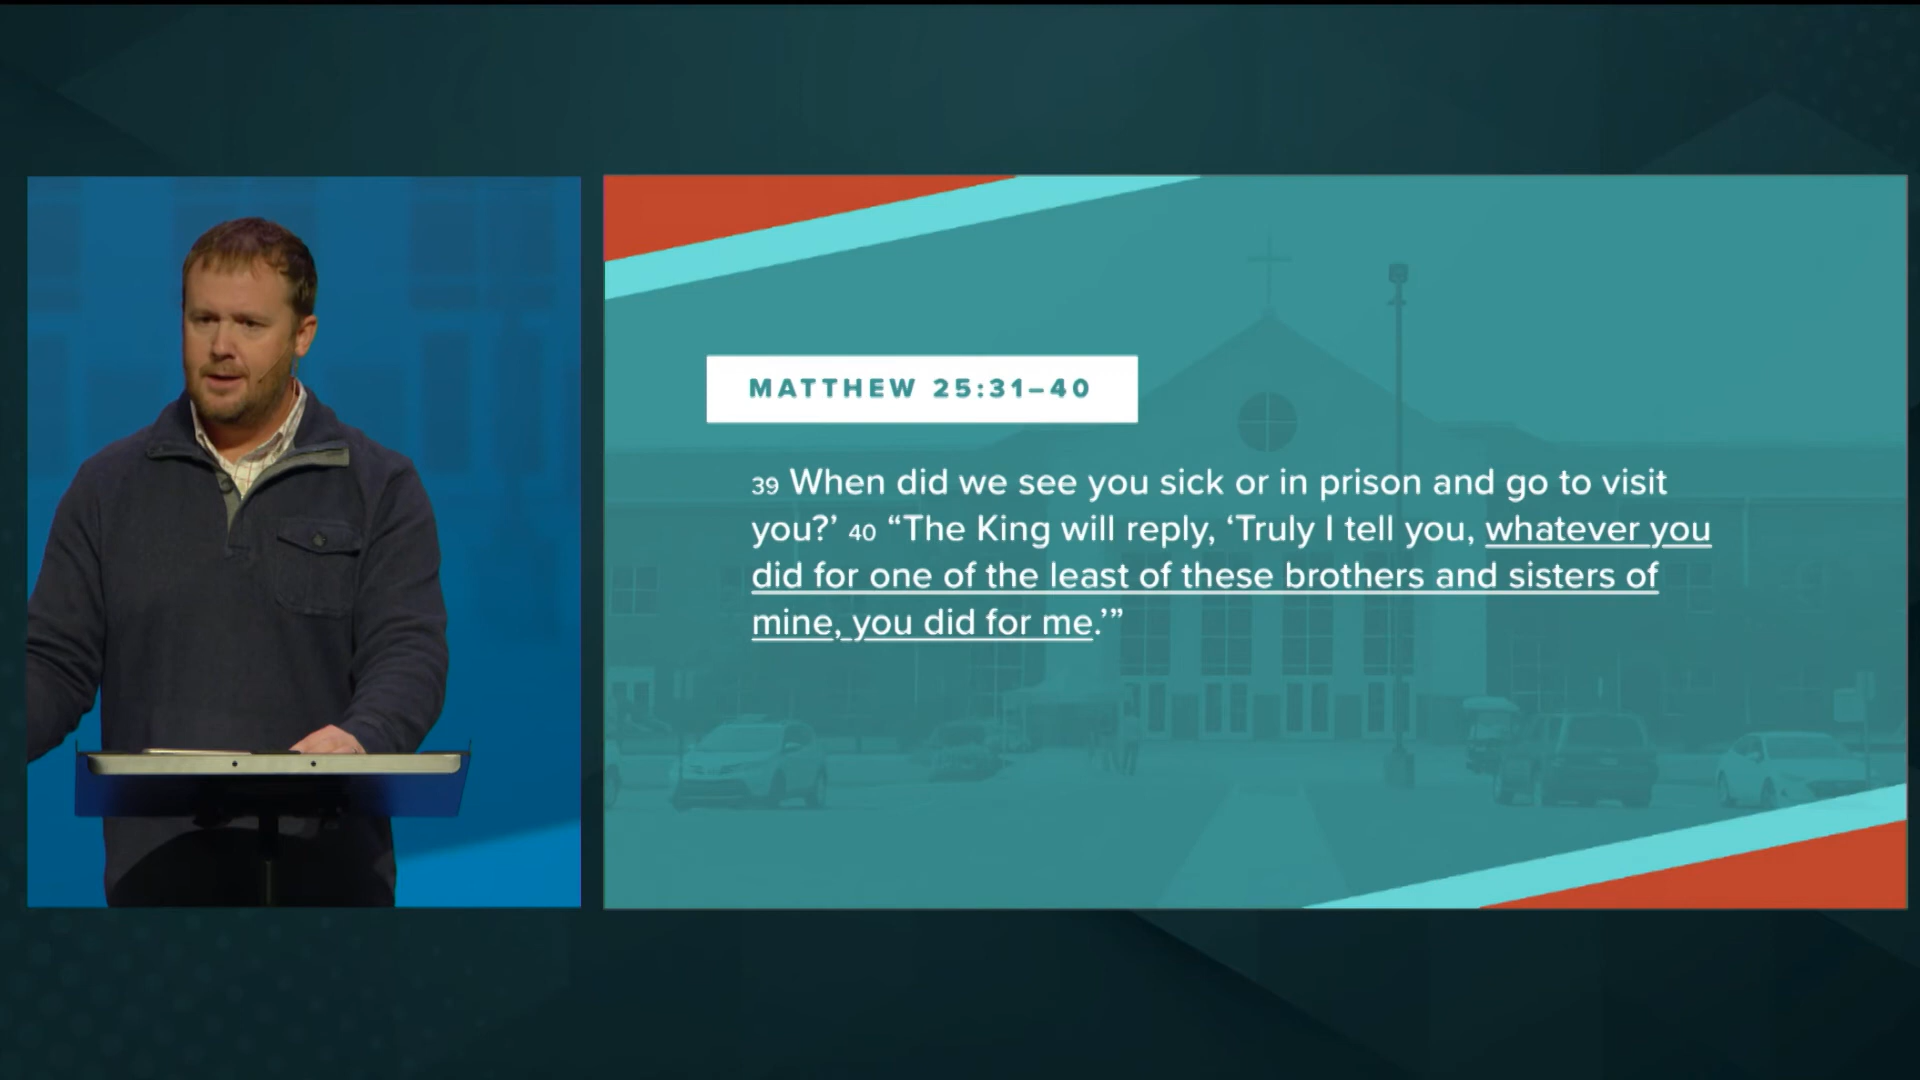 MATTHEW 25:31–40
39 When did we see you sick or in prison and go to visit
you?’ 40 “The King will reply, ‘Truly I tell you, whatever you
did for one of the least of these brothers and sisters of
mine, you did for me.’”